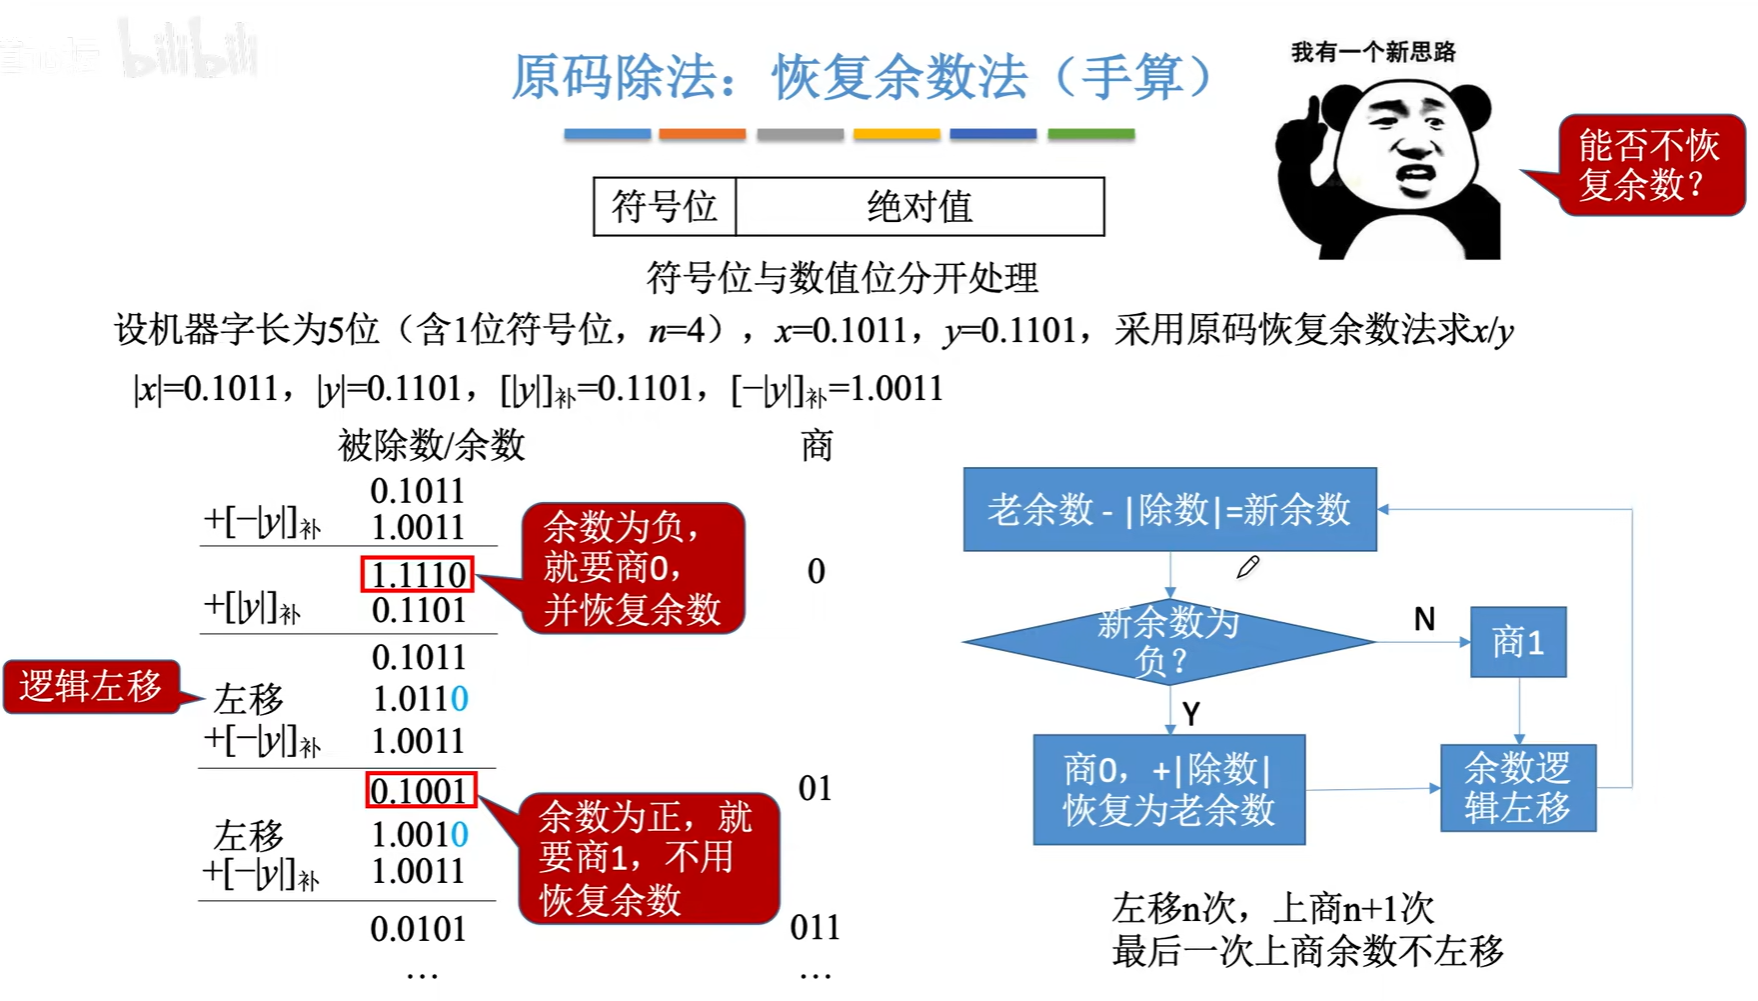 bilibili
原码除法：恢复余数法（手算）
我有一个新思路
能否不恢
复余数？
符号位 绝对值
符号位与数值位分开处理
设机器字长为5位（含1位符号位，n=4），x=0.1011，y=0.1101，采用原码恢复余数法求x/y
|x|=0.1011，|y|=0.1101，[|y|]补=0.1101，[−|y|]补=1.0011
被除数/余数 商
0.1011
+[−|y|]补 1.0011
1.1110 0
+[|y|]补 0.1101
0.1011
左移 1.0110
+[−|y|]补 1.0011
0.1001 01
左移 1.0010
+[−|y|]补 1.0011
0.0101 011
… …
余数为负，
就要商0，
并恢复余数
逻辑左移
余数为正，就
要商1，不用
恢复余数
老余数 - |除数|=新余数
新余数为
负？
N
商1
Y
商0，+|除数|
恢复为老余数
余数逻
辑左移
左移n次，上商n+1次
最后一次上商余数不左移